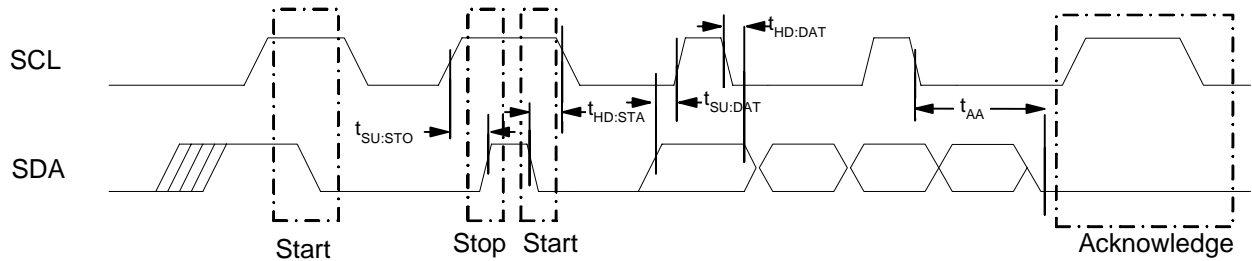 SCL
t_HD:DAT
t_HD:STA
t_SU:DAT
t_AA
t_SU:STO
SDA
Start
Stop
Start
Acknowledge